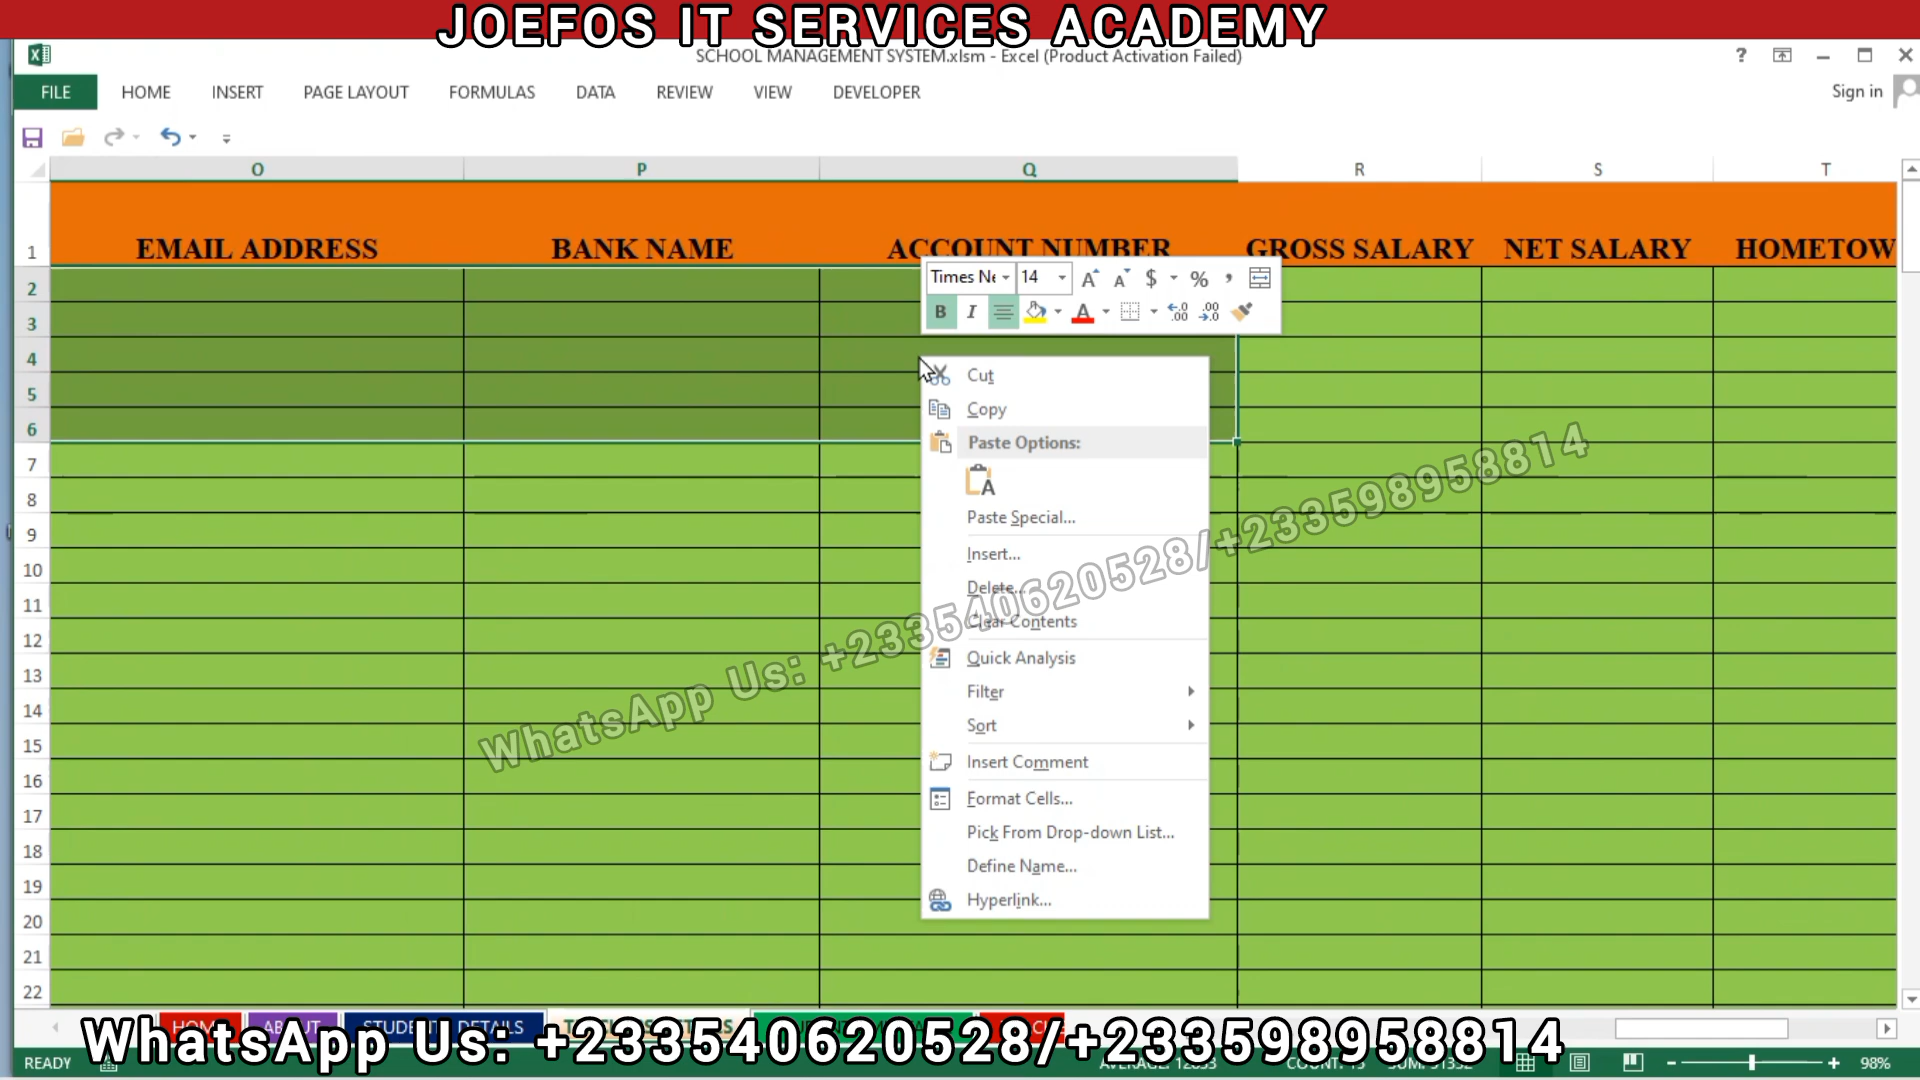 JOEFOS IT SERVICES ACADEMY
SCHOOL MANAGEMENT SYSTEM.xlsm - Excel (Product Activation Failed)
FILE HOME INSERT PAGE LAYOUT FORMULAS DATA REVIEW VIEW DEVELOPER Sign in
O P Q R S T
1 EMAIL ADDRESS BANK NAME ACCOUNT NUMBER GROSS SALARY NET SALARY HOMETOW
Times Ne 14
B I
2
3
4
5
6
7
8
9
10
11
12
13
14
15
16
17
18
19
20
21
22
Cut
Copy
Paste Options:
Paste Special...
Insert...
Delete...
Clear Contents
Quick Analysis
Filter
Sort
Insert Comment
Format Cells...
Pick From Drop-down List...
Define Name...
Hyperlink...
WhatsApp Us: +233540620528/+233598958814
HOME ABOUT STUDENT DETAILS
WhatsApp Us: +233540620528/+233598958814
READY 98%